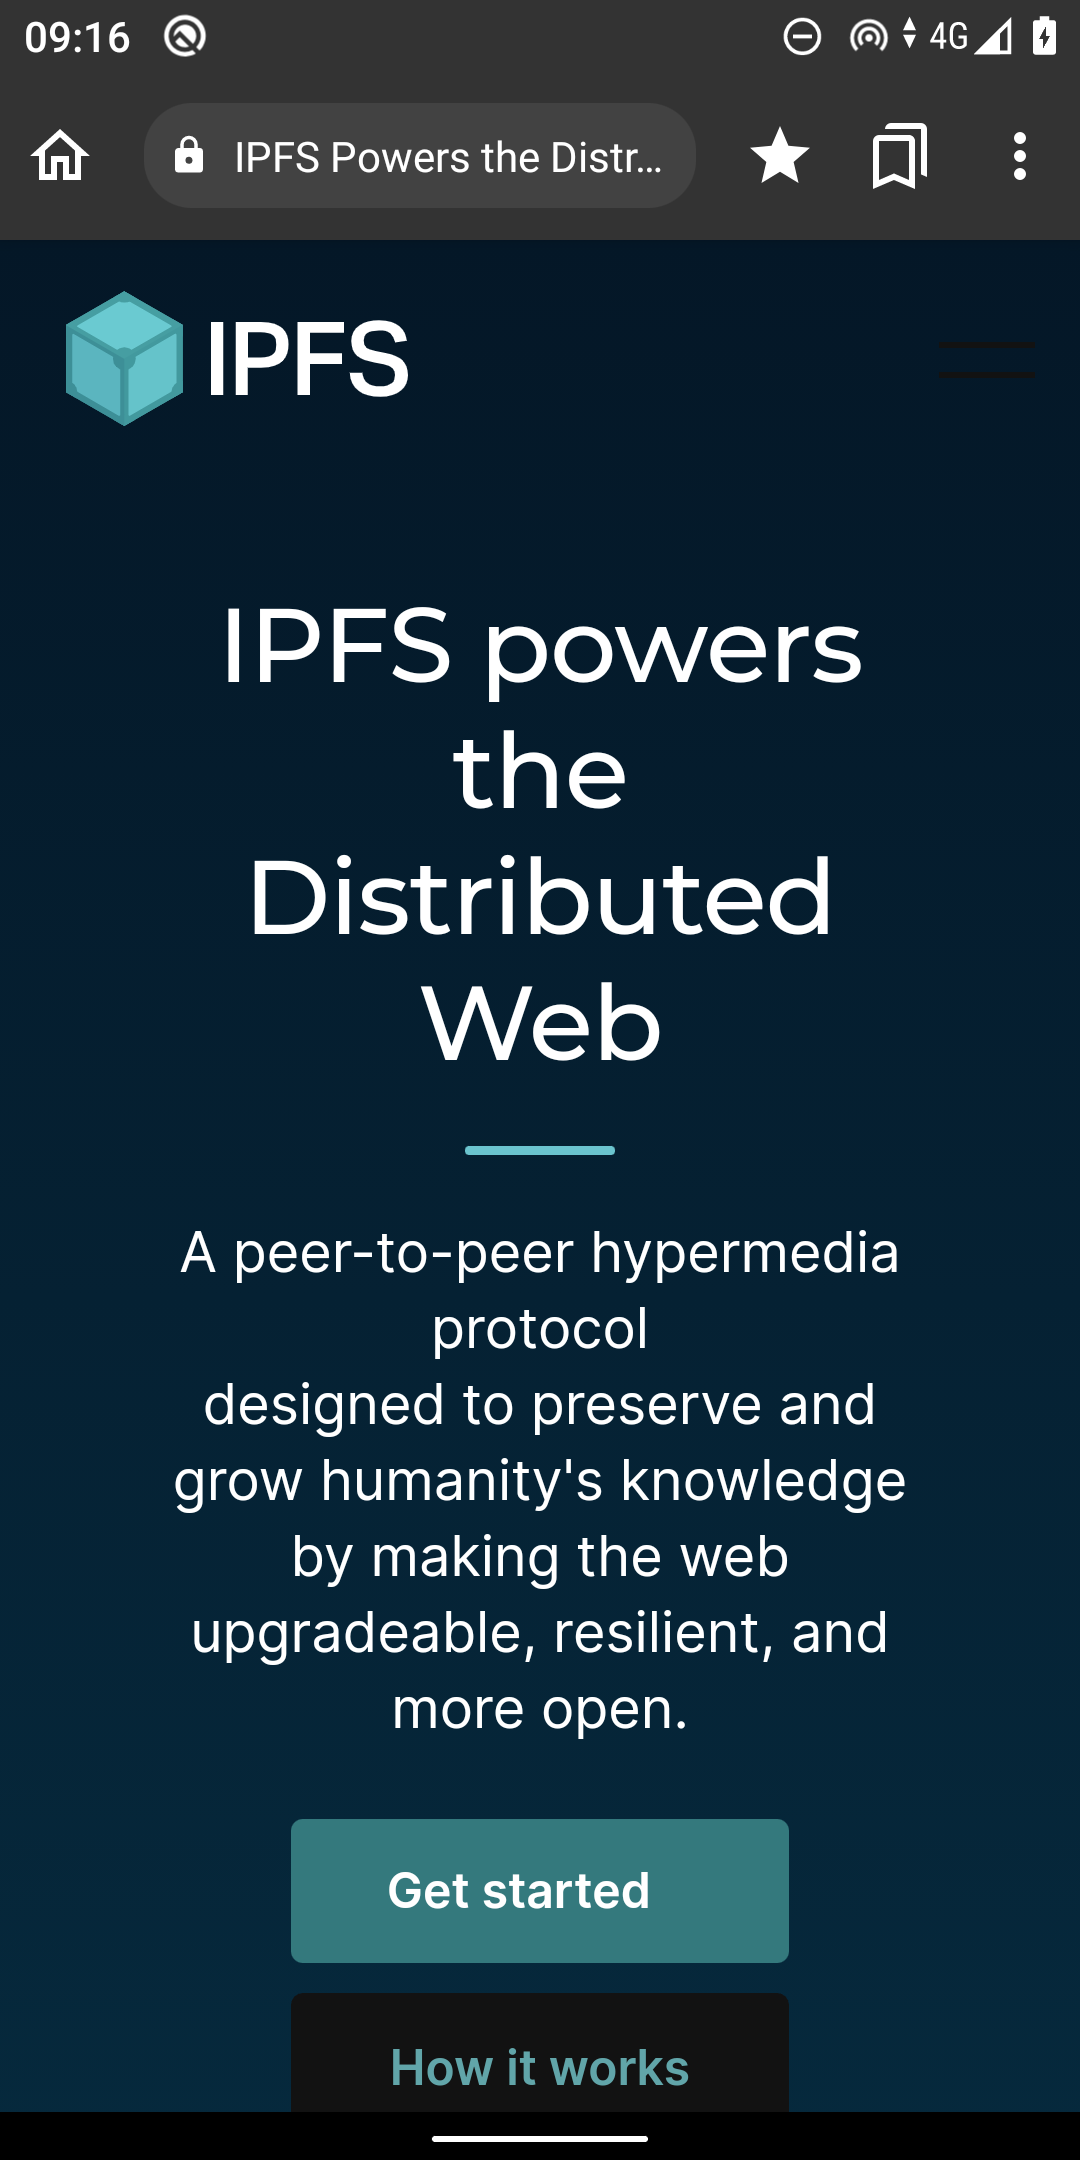 09:16
4G
IPFS Powers the Distr...
IPFS
IPFS powers
the
Distributed
Web
A peer-to-peer hypermedia
protocol
designed to preserve and
grow humanity's knowledge
by making the web
upgradeable, resilient, and
more open.
Get started
How it works